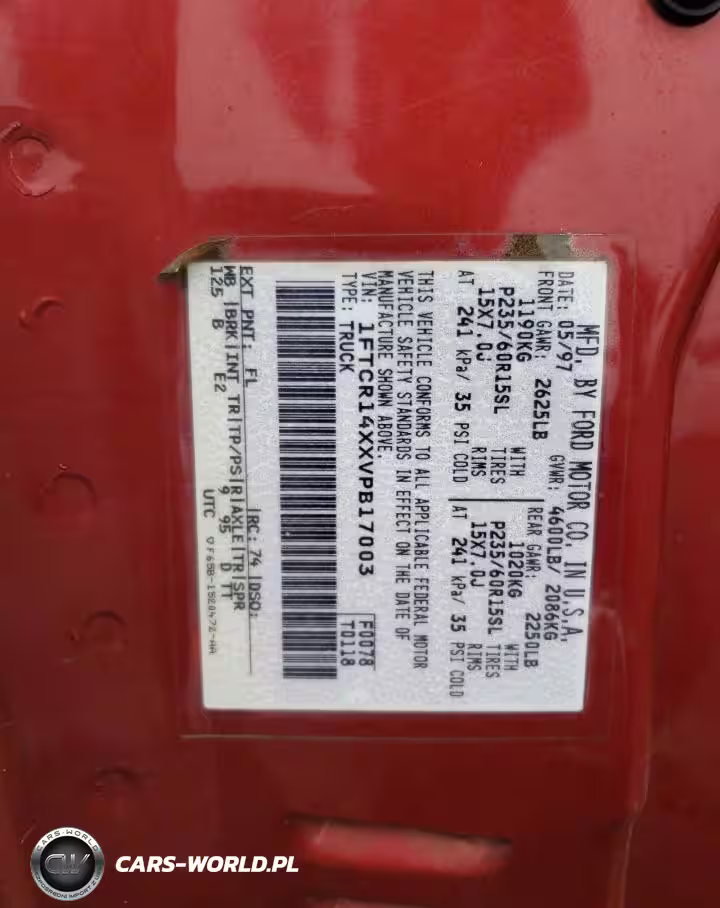 MFD. BY FORD MOTOR CO. IN U.S.A.
DATE: 05/97 GVWR: 4600LB/ 2086KG
FRONT GAWR: 2625LB REAR GAWR: 2250LB
1190KG WITH 1020KG WITH
P235/60R15SL TIRES P235/60R15SL TIRES
15X7.0J RIMS 15X7.0J RIMS
AT 241 kPa/ 35 PSI COLD AT 241 kPa/ 35 PSI COLD
THIS VEHICLE CONFORMS TO ALL APPLICABLE FEDERAL MOTOR
VEHICLE SAFETY STANDARDS IN EFFECT ON THE DATE OF
MANUFACTURE SHOWN ABOVE.
VIN: 1FTCR14XXVPB17003 F0078
TYPE: TRUCK T0118
EXT PNT: FL RC: 74 DSO:
WB BRK INT TR TP/PS R AXLE TR SPR
125 B E2 9 95 D TT
UTC
CARS-WORLD
CW
CARS-WORLD.PL